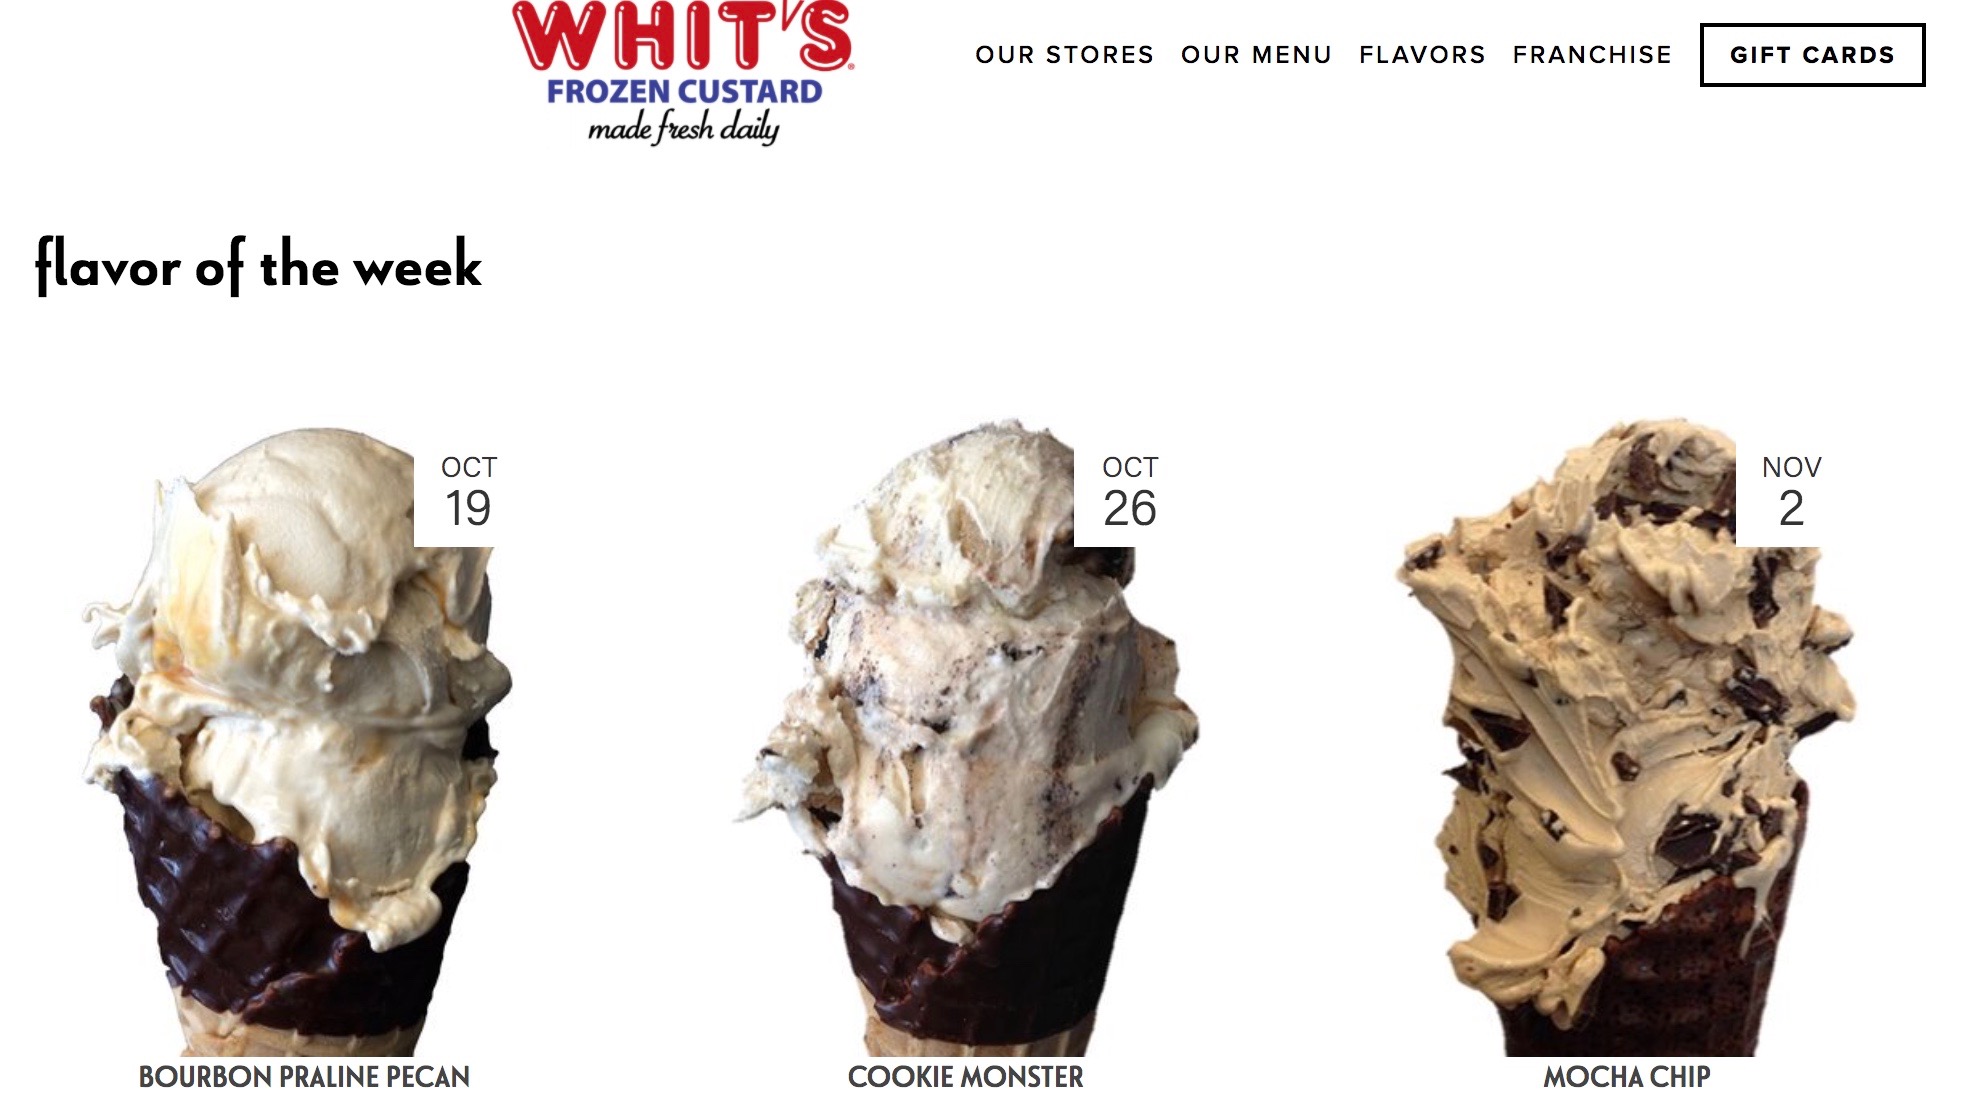 WHIT'S
FROZEN CUSTARD
made fresh daily
OUR STORES OUR MENU FLAVORS FRANCHISE GIFT CARDS
flavor of the week
OCT
19
OCT
26
NOV
2
BOURBON PRALINE PECAN
COOKIE MONSTER
MOCHA CHIP